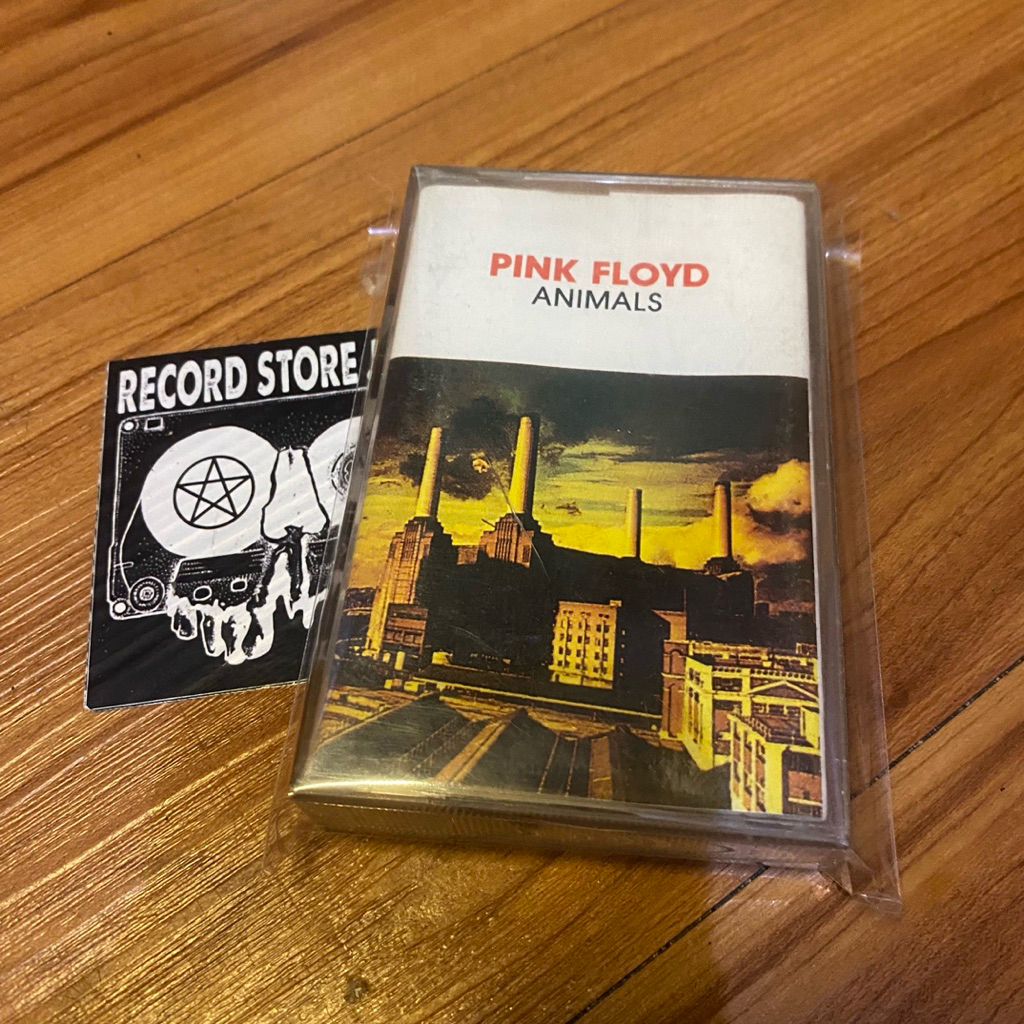 PINK FLOYD
ANIMALS
RECORD STORE